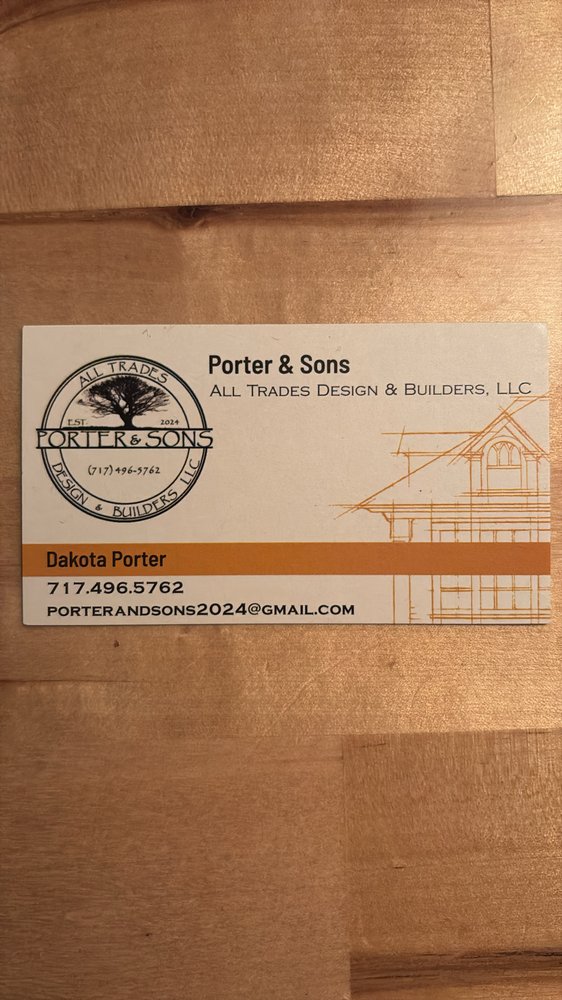 ALL TRADES
EST. 2024
PORTER & SONS
(717) 496-5762
DESIGN & BUILDERS LLC
Porter & Sons
ALL TRADES DESIGN & BUILDERS, LLC
Dakota Porter
717.496.5762
PORTERANDSONS2024@GMAIL.COM